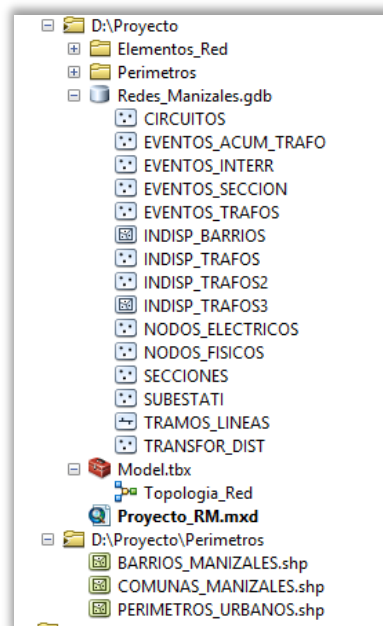 D:\Proyecto
Elementos_Red
Perimetros
Redes_Manizales.gdb
CIRCUITOS
EVENTOS_ACUM_TRAFO
EVENTOS_INTERR
EVENTOS_SECCION
EVENTOS_TRAFOS
INDISP_BARRIOS
INDISP_TRAFOS
INDISP_TRAFOS2
INDISP_TRAFOS3
NODOS_ELECTRICOS
NODOS_FISICOS
SECCIONES
SUBESTATI
TRAMOS_LINEAS
TRANSFOR_DIST
Model.tbx
Topologia_Red
Proyecto_RM.mxd
D:\Proyecto\Perimetros
BARRIOS_MANIZALES.shp
COMUNAS_MANIZALES.shp
PERIMETROS_URBANOS.shp